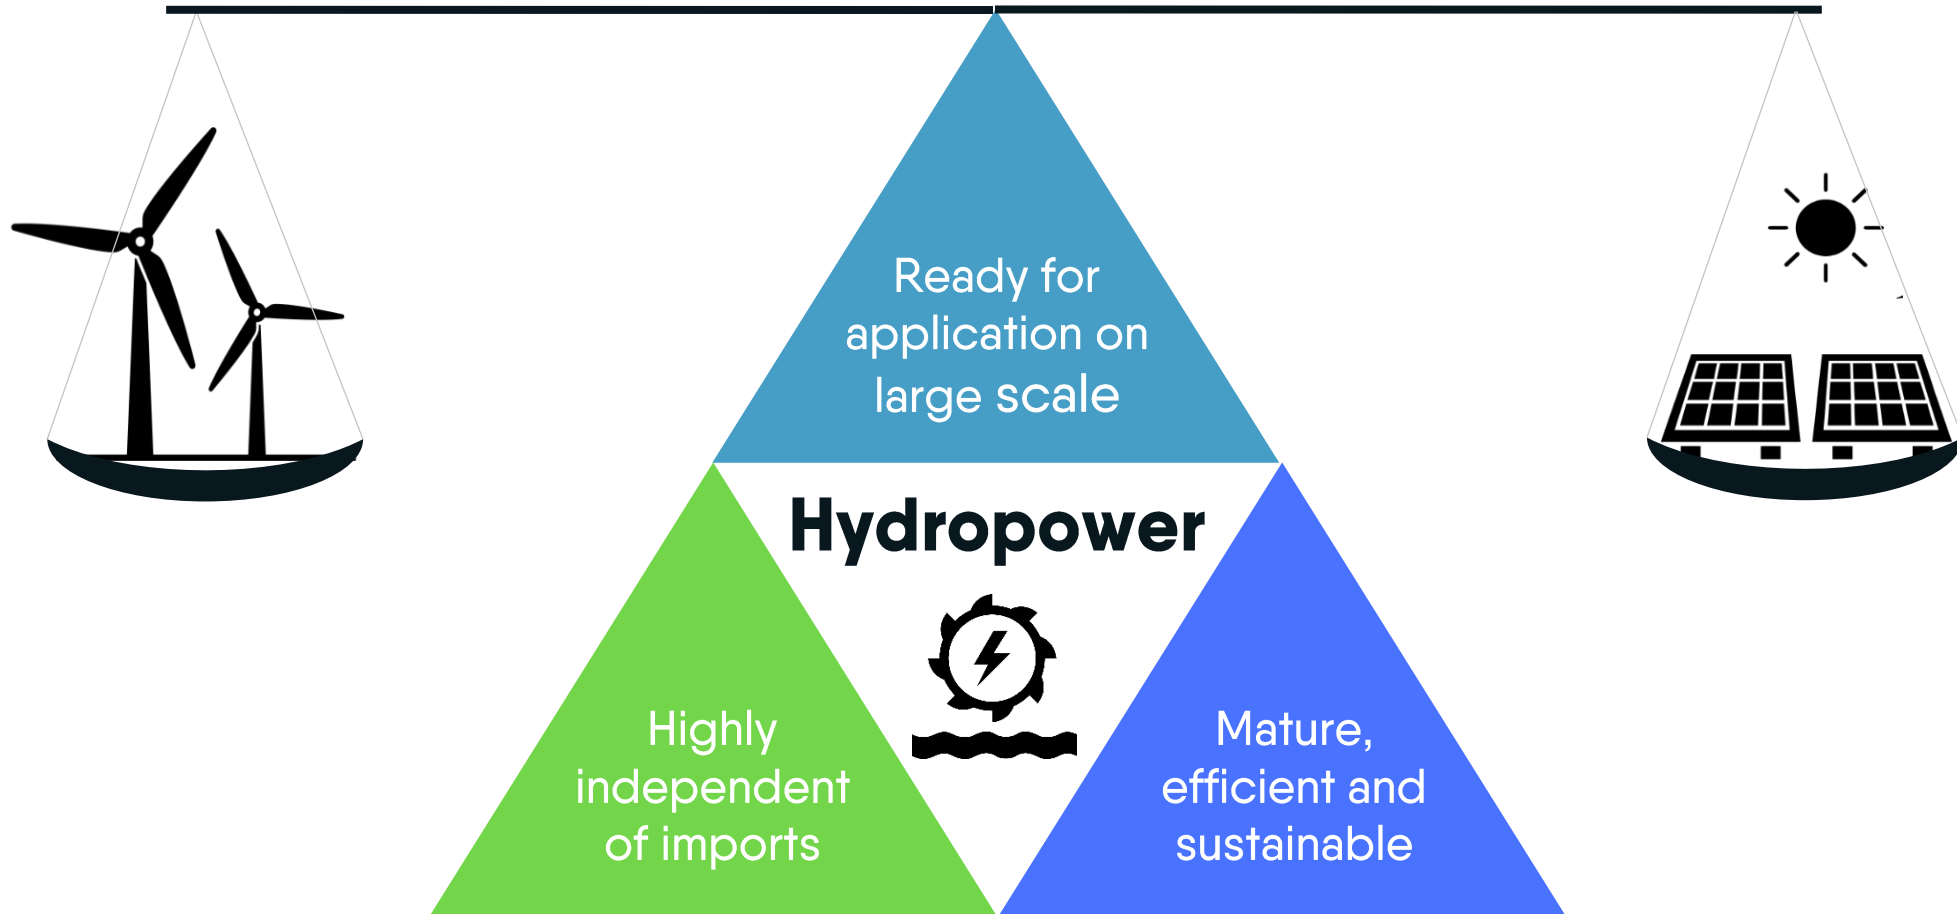 Ready for
application on
large scale
Hydropower
Highly
independent
of imports
Mature,
efficient and
sustainable